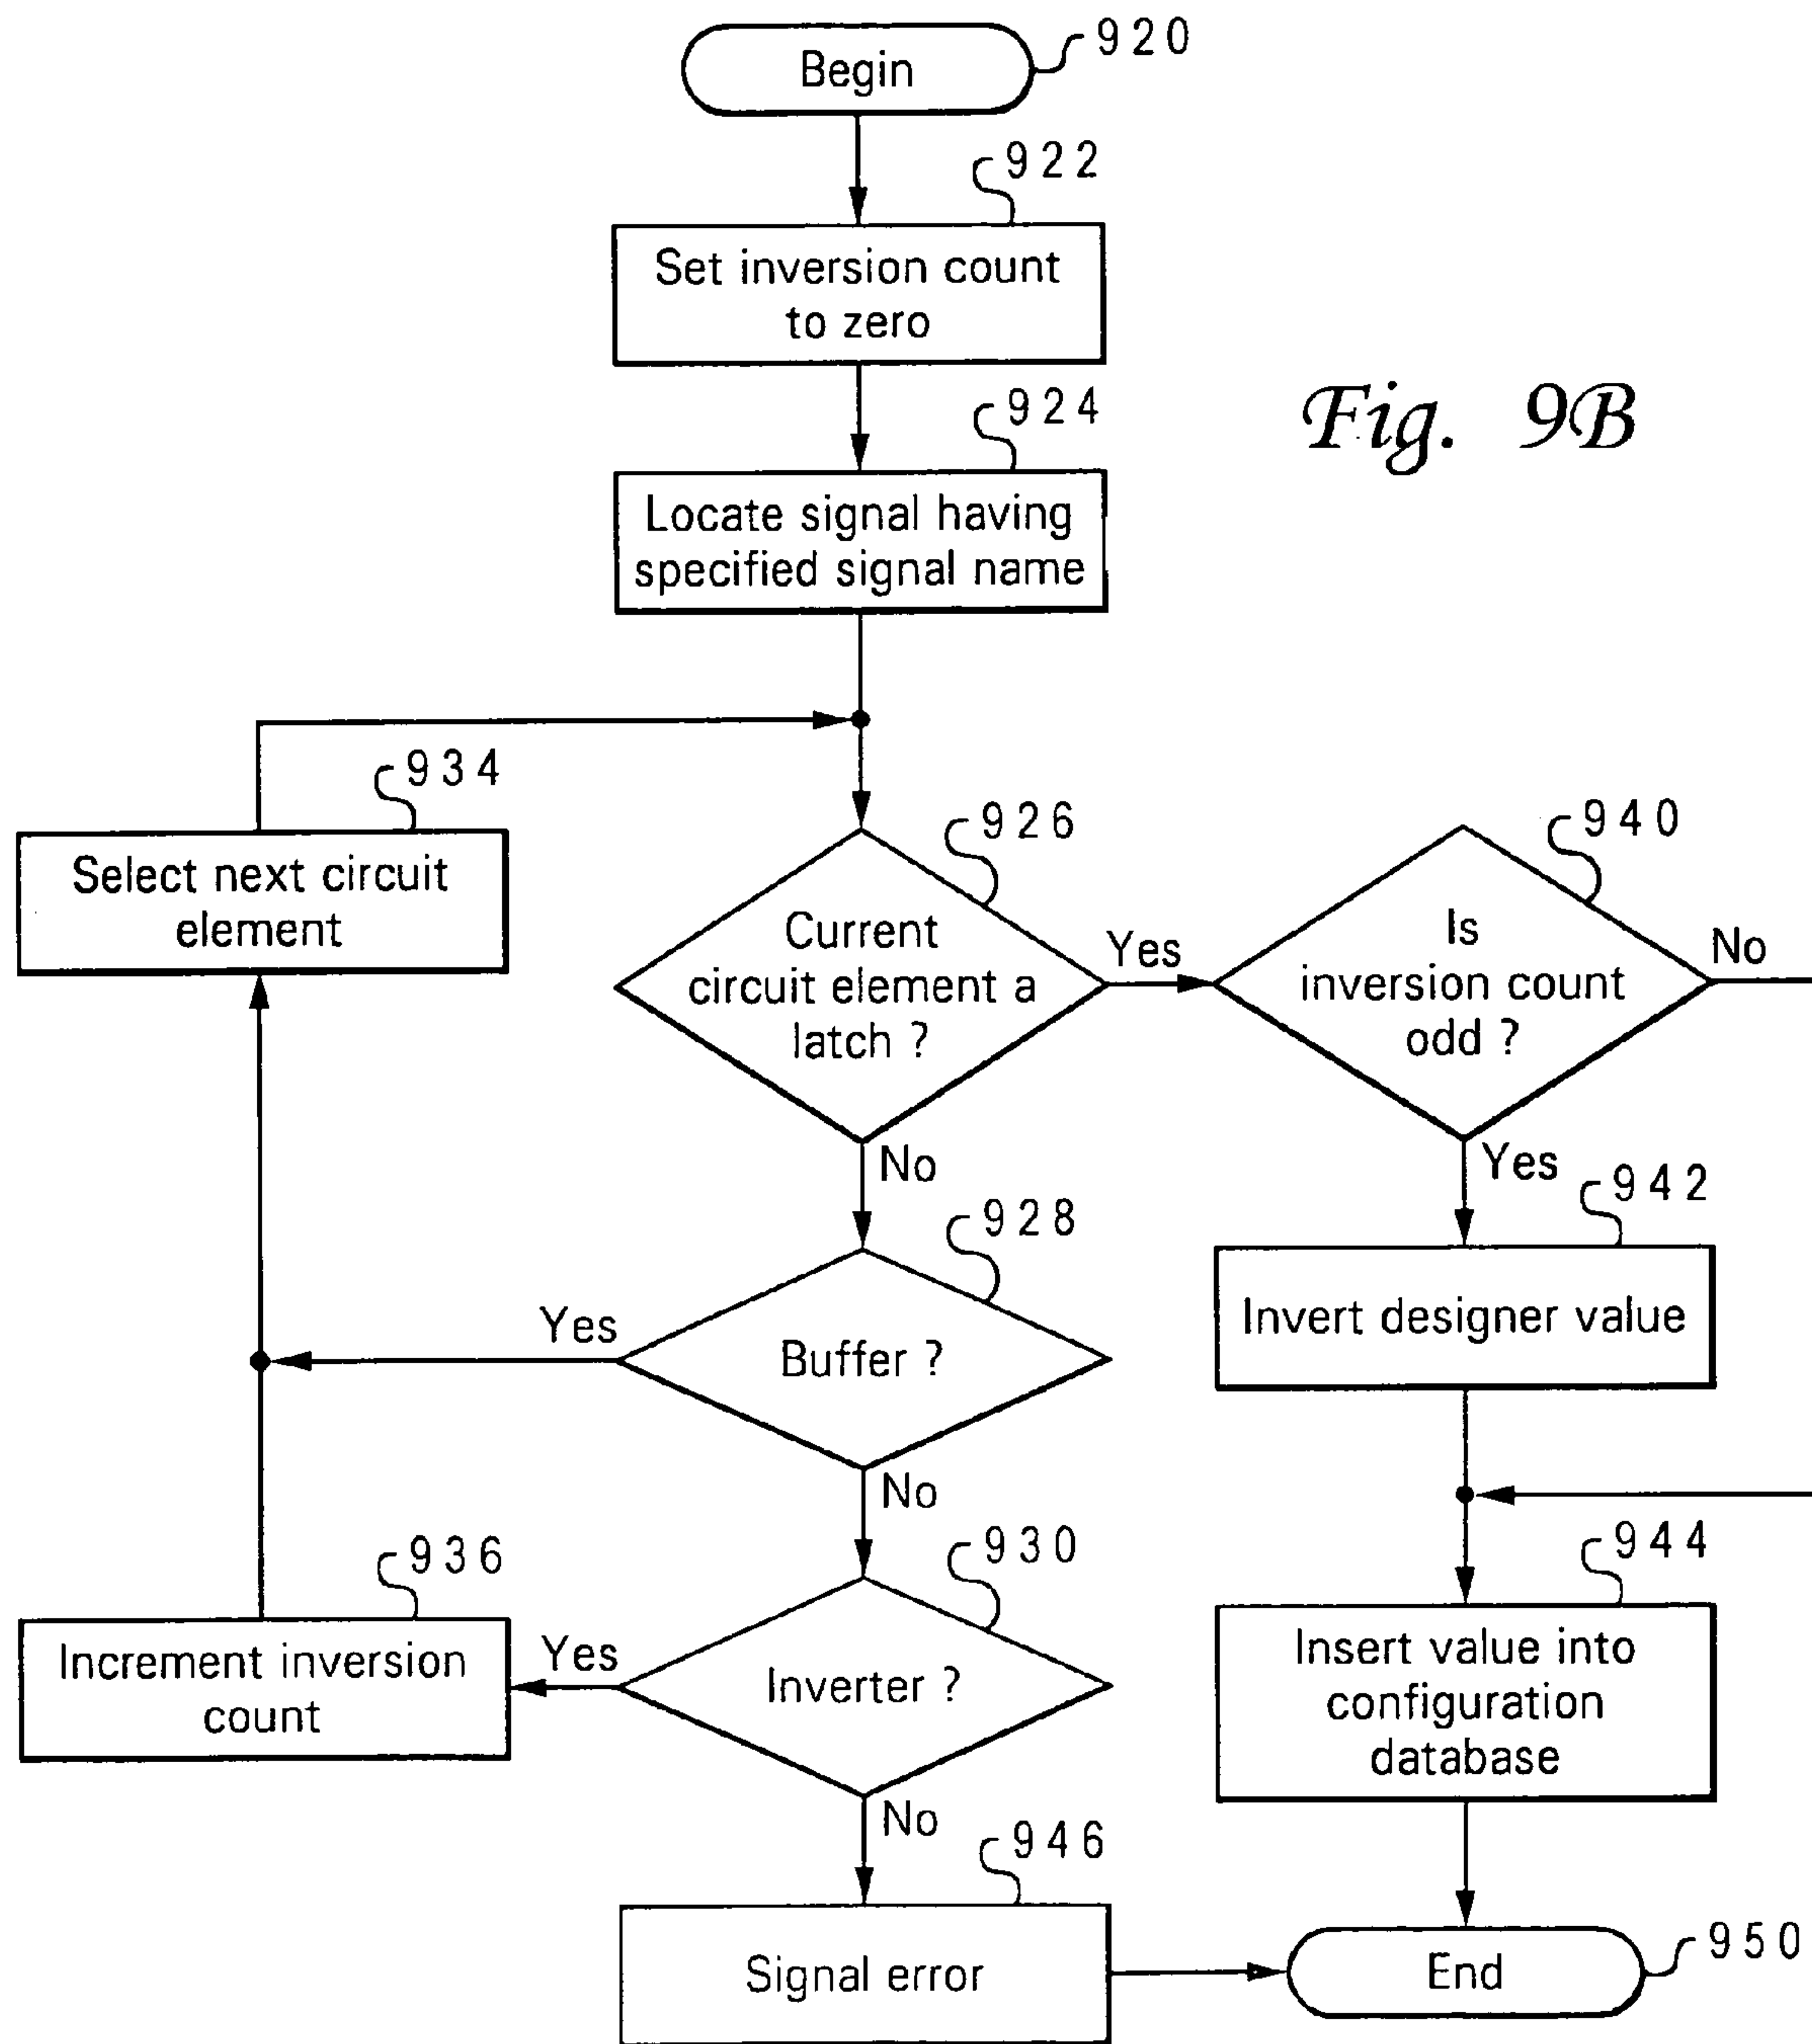 Begin
920
922
Set inversion count
to zero
924
Fig. 9B
Locate signal having
specified signal name
934
Select next circuit
element
926
Current
circuit element a
latch ?
Yes
No
940
Is
inversion count
odd ?
No
Yes
942
Invert designer value
928
Buffer ?
Yes
No
930
Inverter ?
Yes
No
936
Increment inversion
count
944
Insert value into
configuration
database
946
Signal error
End
950